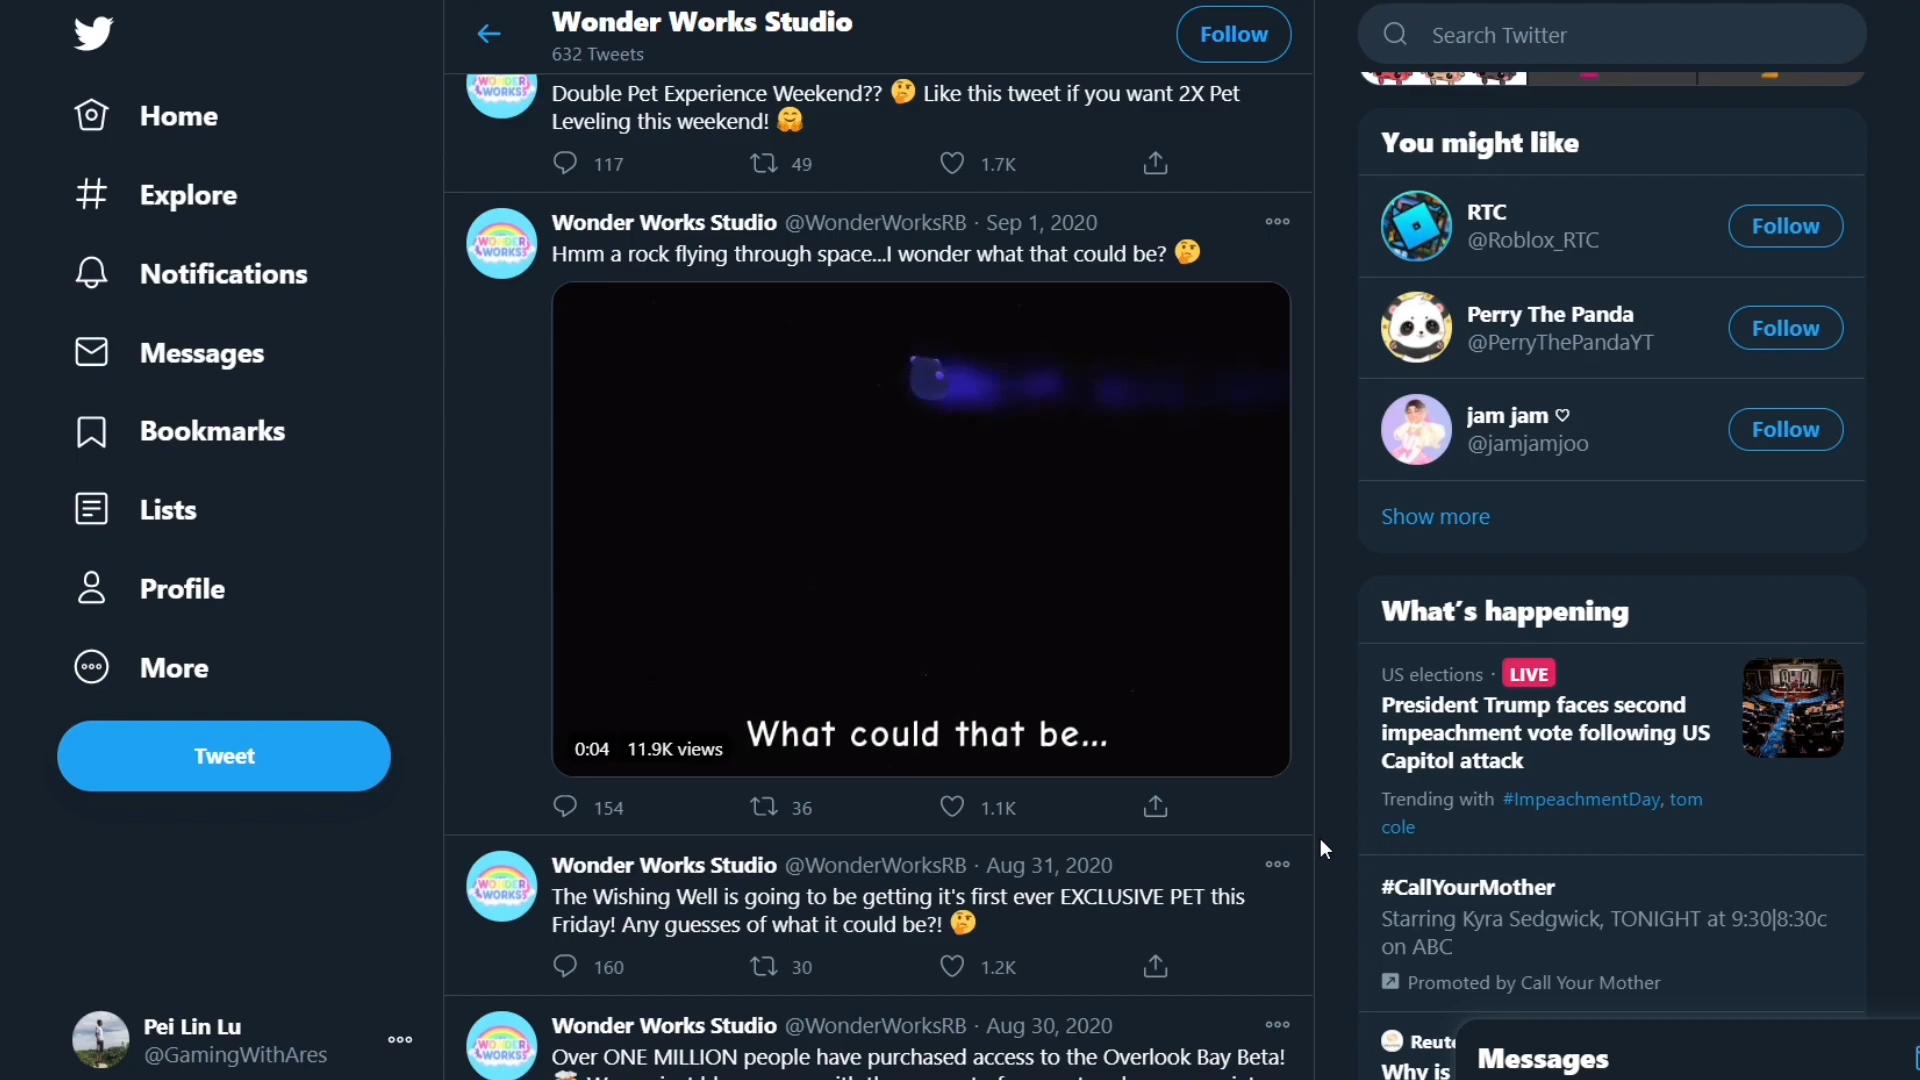 Home
Explore
Notifications
Messages
Bookmarks
Lists
Profile
More
Tweet
Pei Lin Lu
@GamingWithAres
Wonder Works Studio
632 Tweets
Follow
WONDER
WORKS
Double Pet Experience Weekend?? 🤔 Like this tweet if you want 2X Pet
Leveling this weekend! 🤗
117 49 1.7K
WONDER
WORKS
Wonder Works Studio @WonderWorksRB · Sep 1, 2020
Hmm a rock flying through space...I wonder what that could be? 🤔
What could that be...
0:04 11.9K views
154 36 1.1K
WONDER
WORKS
Wonder Works Studio @WonderWorksRB · Aug 31, 2020
The Wishing Well is going to be getting it's first ever EXCLUSIVE PET this
Friday! Any guesses of what it could be?! 🤔
160 30 1.2K
WONDER
WORKS
Wonder Works Studio @WonderWorksRB · Aug 30, 2020
Over ONE MILLION people have purchased access to the Overlook Bay Beta!
Search Twitter
You might like
RTC
@Roblox_RTC
Follow
Perry The Panda
@PerryThePandaYT
Follow
jam jam ♡
@jamjamjoo
Follow
Show more
What's happening
US elections · LIVE
President Trump faces second
impeachment vote following US
Capitol attack
Trending with #ImpeachmentDay, tom
cole
#CallYourMother
Starring Kyra Sedgwick, TONIGHT at 9:30|8:30c
on ABC
Promoted by Call Your Mother
Reute
Why is
Messages